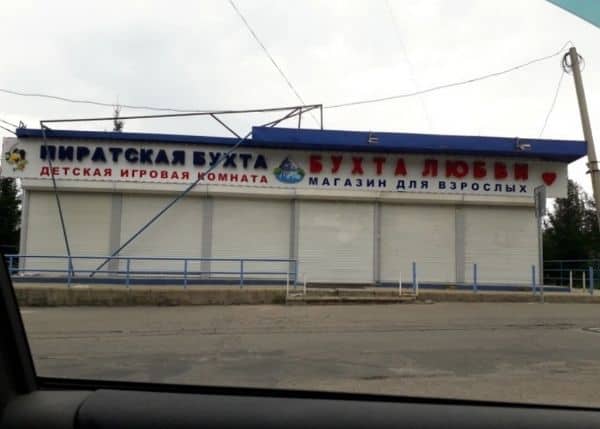 ПИРАТСКАЯ БУХТА
ДЕТСКАЯ ИГРОВАЯ КОМНАТА
БУХТА ЛЮБВИ
МАГАЗИН ДЛЯ ВЗРОСЛЫХ